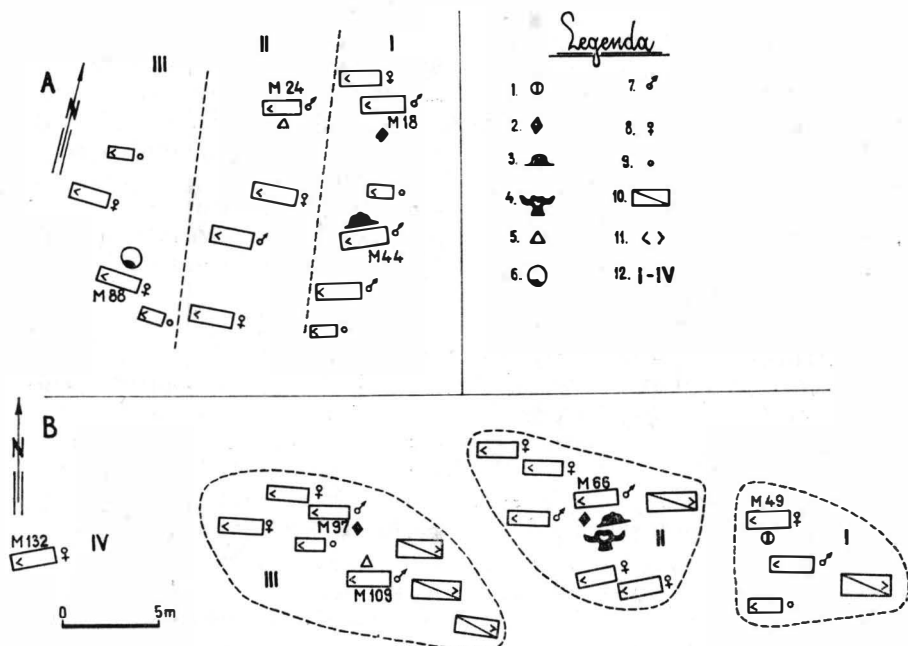 A
N
III
II
I
M 24
M 18
M44
M 88
Legenda
1.
2.
3.
4.
5.
6.
7. ♂
8. ♀
9.
10.
11. < >
12. I-IV
B
N
M 132
IV
0 5m
M 97
III
M 109
M 66
II
M 49
I